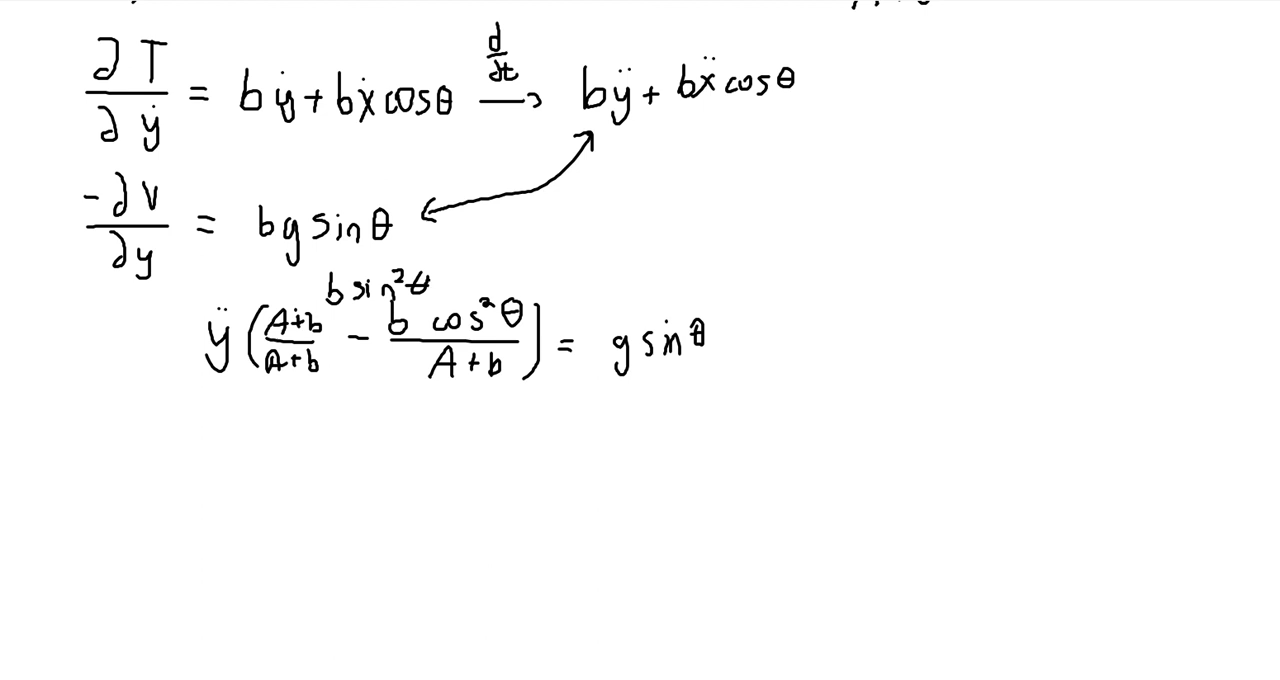 ∂T/∂ẏ = bẏ + bẋ cosθ —d/dt→ bÿ + bẍ cosθ
-∂V/∂y = bg sinθ
b sin²θ
ÿ ( (A+b)/(A+b) - (b cos²θ)/(A+b) ) = g sinθ